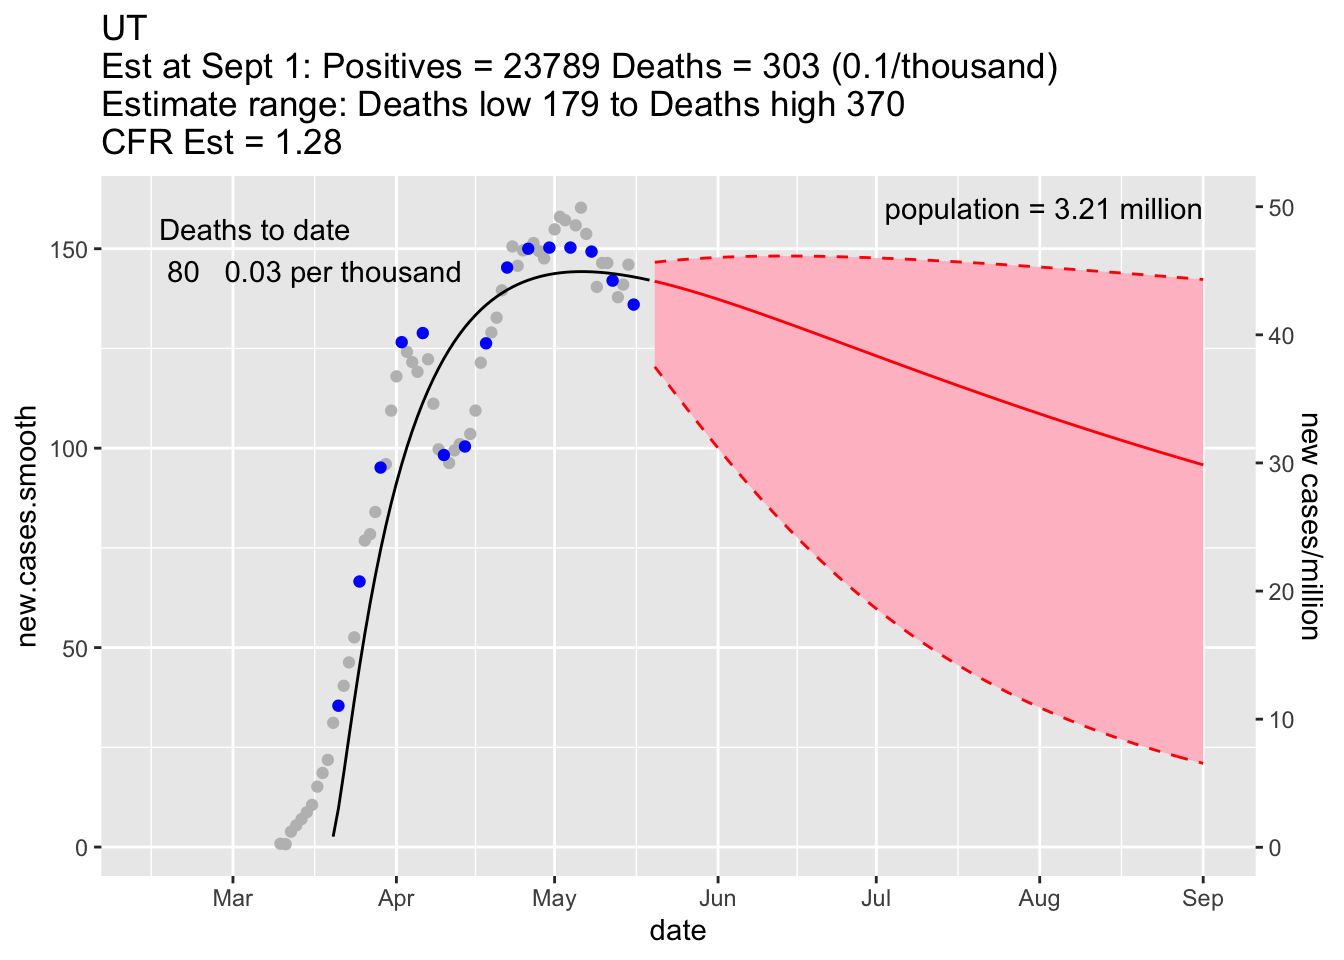 UT
Est at Sept 1: Positives = 23789 Deaths = 303 (0.1/thousand)
Estimate range: Deaths low 179 to Deaths high 370
CFR Est = 1.28
population = 3.21 million
Deaths to date
80 0.03 per thousand
new.cases.smooth
150
100
50
0
50
40
30
20
10
0
new cases/million
Mar Apr May Jun Jul Aug Sep
date